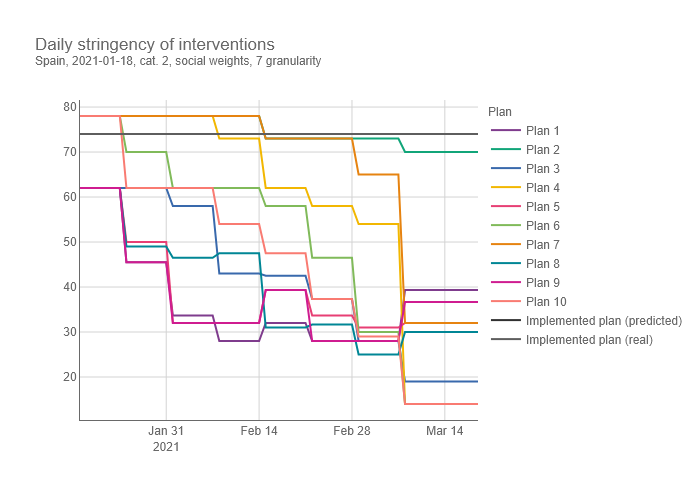 Daily stringency of interventions
Spain, 2021-01-18, cat. 2, social weights, 7 granularity
80
70
60
50
40
30
20
Jan 31
2021
Feb 14
Feb 28
Mar 14
Plan
Plan 1
Plan 2
Plan 3
Plan 4
Plan 5
Plan 6
Plan 7
Plan 8
Plan 9
Plan 10
Implemented plan (predicted)
Implemented plan (real)